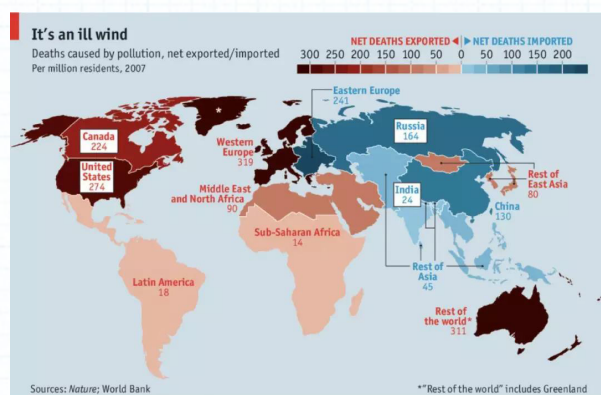 It's an ill wind
Deaths caused by pollution, net exported/imported
Per million residents, 2007
NET DEATHS EXPORTED ◀ ▶ NET DEATHS IMPORTED
300 250 200 150 100 50 0 50 100 150 200
Eastern Europe
241
*
Canada
224
Russia
164
Western
Europe
319
United
States
274
Middle East
and North Africa
90
India
24
Rest of
East Asia
80
China
130
Sub-Saharan Africa
14
Rest of
Asia
45
Latin America
18
Rest of
the world*
311
Sources: Nature; World Bank
*"Rest of the world" includes Greenland